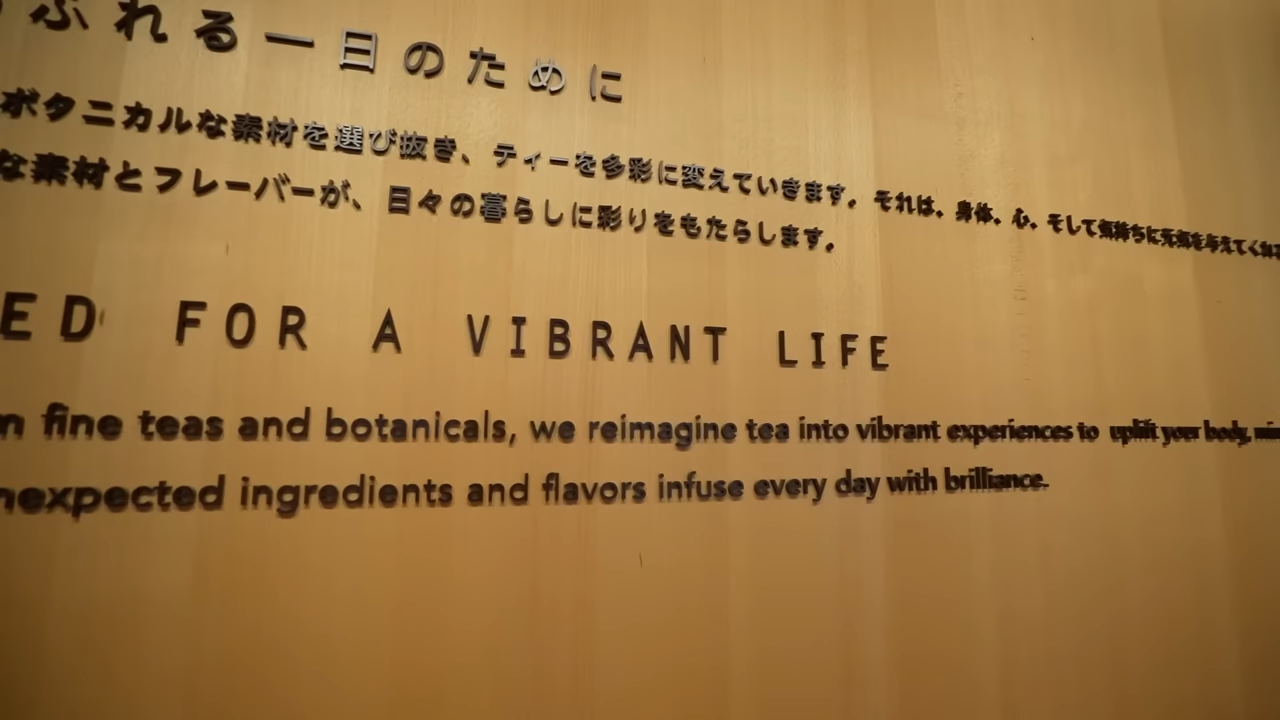 ふれる一日のために
ボタニカルな素材を選び抜き、ティーを多彩に変えていきます。それは、身体、心、そして気持ちに元気を与えてくれる
な素材とフレーバーが、日々の暮らしに彩りをもたらします。
ED FOR A VIBRANT LIFE
n fine teas and botanicals, we reimagine tea into vibrant experiences to uplift your body,
nexpected ingredients and flavors infuse every day with brilliance.